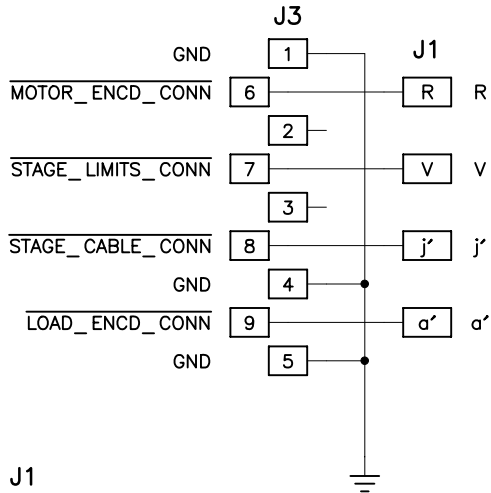 J3
J1
GND 1
MOTOR_ENCD_CONN 6 R R
2
STAGE_LIMITS_CONN 7 V V
3
STAGE_CABLE_CONN 8 j′ j′
GND 4
LOAD_ENCD_CONN 9 a′ a′
GND 5
J1